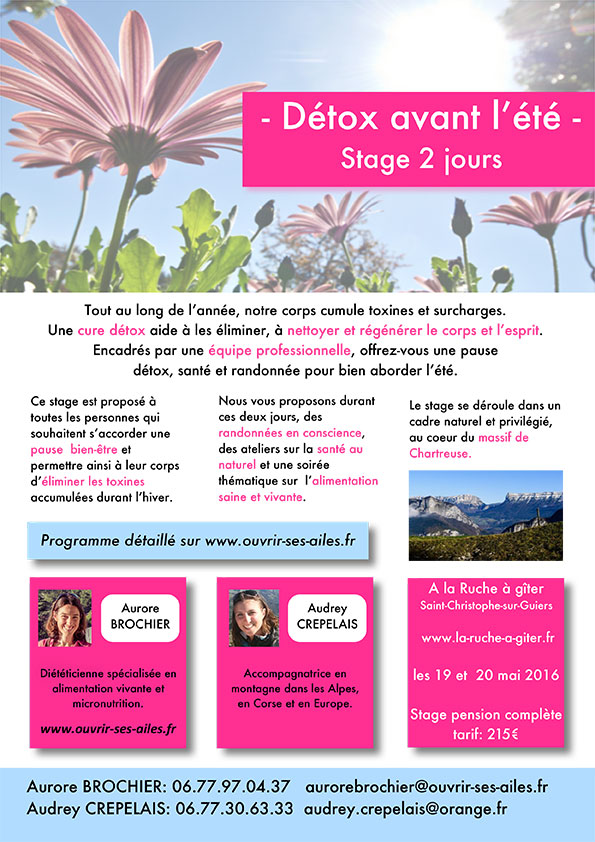 - Détox avant l'été -
Stage 2 jours
Tout au long de l'année, notre corps cumule toxines et surcharges.
Une cure détox aide à les éliminer, à nettoyer et régénérer le corps et l'esprit.
Encadrés par une équipe professionnelle, offrez-vous une pause
détox, santé et randonnée pour bien aborder l'été.
Ce stage est proposé à
toutes les personnes qui
souhaitent s'accorder une
pause bien-être et
permettre ainsi à leur corps
d'éliminer les toxines
accumulées durant l'hiver.
Nous vous proposons durant
ces deux jours, des
randonnées en conscience,
des ateliers sur la santé au
naturel et une soirée
thématique sur l'alimentation
saine et vivante.
Le stage se déroule dans un
cadre naturel et privilégié,
au coeur du massif de
Chartreuse.
Programme détaillé sur www.ouvrir-ses-ailes.fr
Aurore
BROCHIER
Diététicienne spécialisée en
alimentation vivante et
micronutrition.
www.ouvrir-ses-ailes.fr
Audrey
CREPELAIS
Accompagnatrice en
montagne dans les Alpes,
en Corse et en Europe.
A la Ruche à gîter
Saint-Christophe-sur-Guiers
www.la-ruche-a-giter.fr
les 19 et 20 mai 2016
Stage pension complète
tarif: 215€
Aurore BROCHIER: 06.77.97.04.37 aurorebrochier@ouvrir-ses-ailes.fr
Audrey CREPELAIS: 06.77.30.63.33 audrey.crepelais@orange.fr